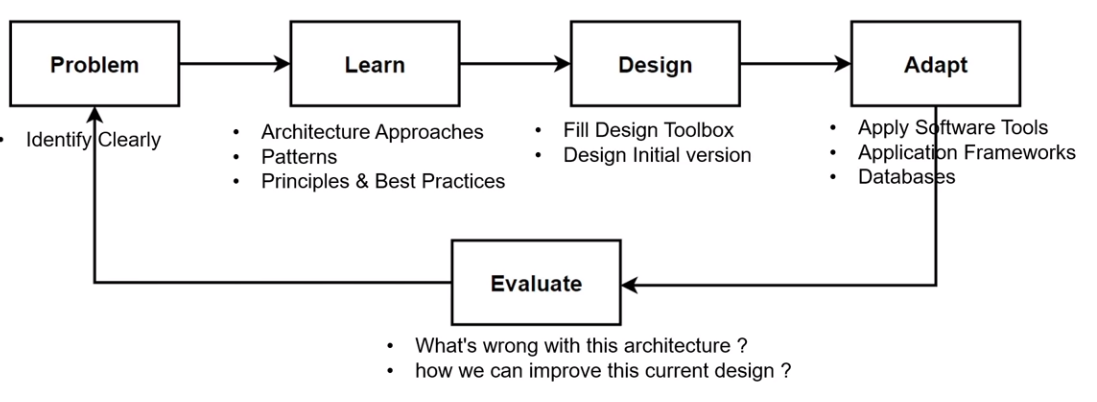 Problem
Learn
Design
Adapt
• Identify Clearly
• Architecture Approaches
• Patterns
• Principles & Best Practices
• Fill Design Toolbox
• Design Initial version
• Apply Software Tools
• Application Frameworks
• Databases
Evaluate
• What's wrong with this architecture ?
• how we can improve this current design ?